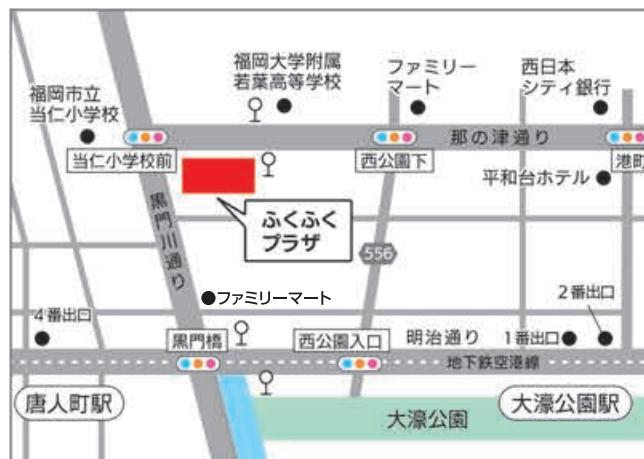 福岡市立
当仁小学校
福岡大学附属
若葉高等学校
ファミリー
マート
西日本
シティ銀行
当仁小学校前
西公園下
那の津通り
港町
平和台ホテル
ふくふく
プラザ
黒門川通り
556
ファミリーマート
4番出口
2番出口
黒門橋
西公園入口
明治通り
1番出口
地下鉄空港線
唐人町駅
大濠公園
大濠公園駅